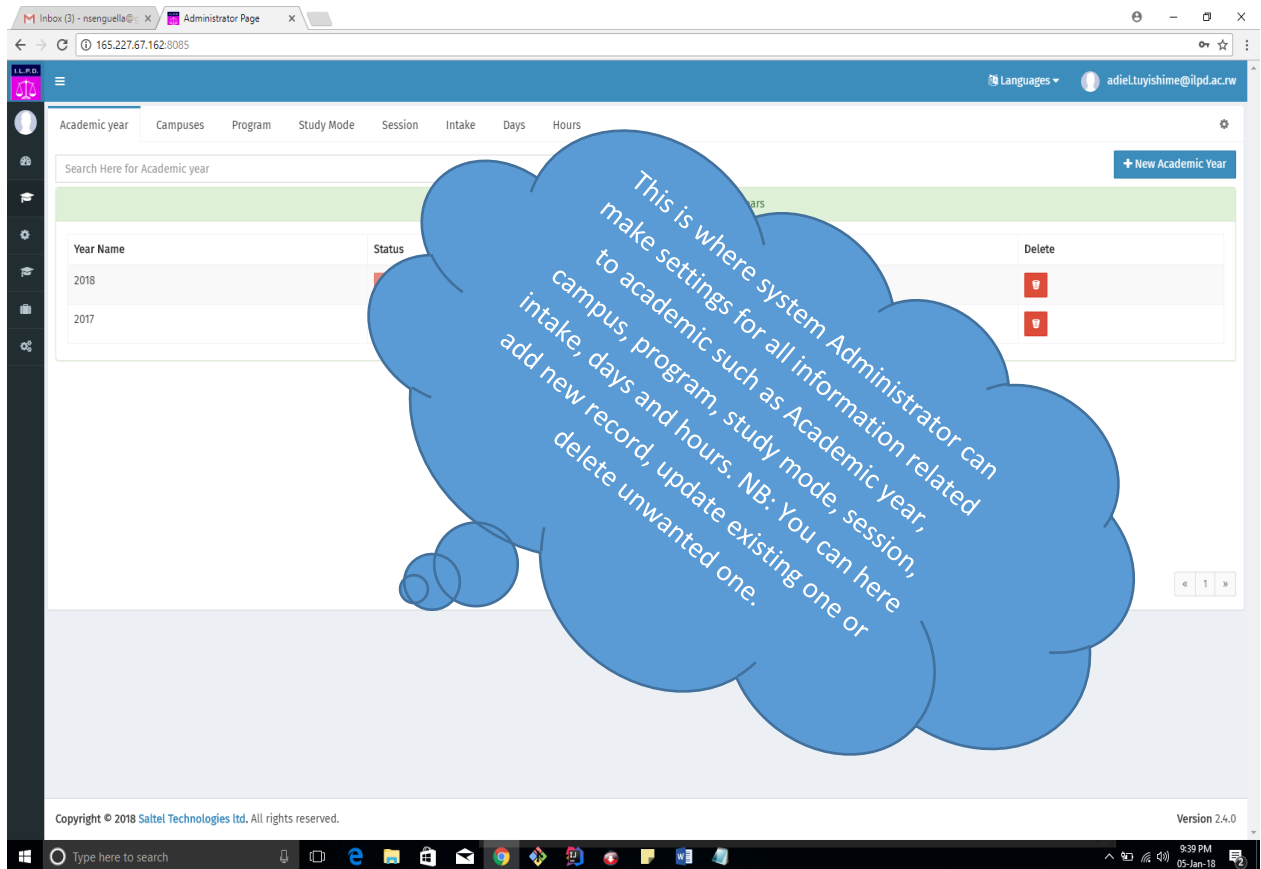 Inbox (3) - nsenguella@
Administrator Page
165.227.67.162:8085
I.L.P.D.
Languages
adiel.tuyishime@ilpd.ac.rw
Academic year Campuses Program Study Mode Session Intake Days Hours
Search Here for Academic year
+ New Academic Year
Year Name Status Delete
2018
2017
This is where system Administrator can
make settings for all information related
to academic such as Academic year,
campus, program, study mode, session,
intake, days and hours. NB: You can here
add new record, update existing one or
delete unwanted one.
« 1 »
Copyright © 2018 Saltel Technologies ltd. All rights reserved.
Version 2.4.0
Type here to search
9:39 PM
05-Jan-18
2